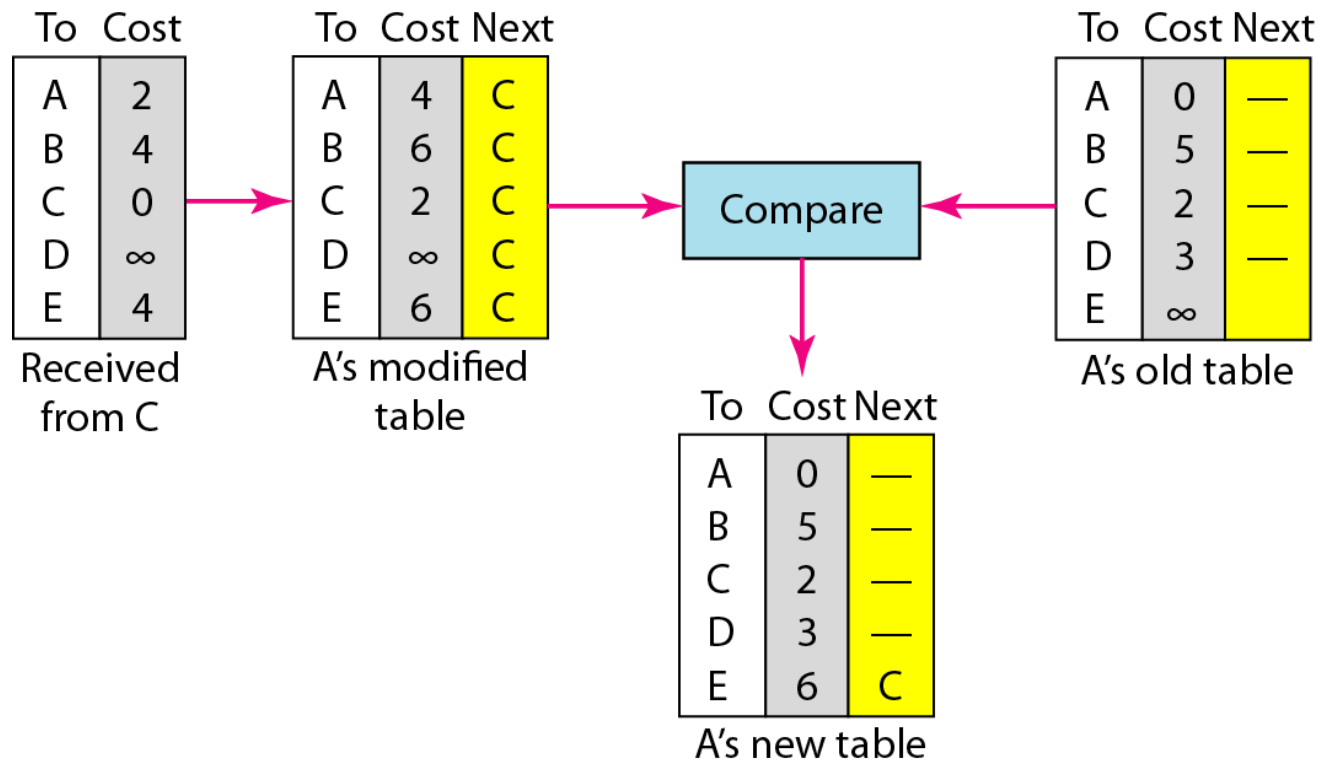 To Cost
A 2
B 4
C 0
D ∞
E 4
Received
from C
To Cost Next
A 4 C
B 6 C
C 2 C
D ∞ C
E 6 C
A's modified
table
Compare
To Cost Next
A 0 —
B 5 —
C 2 —
D 3 —
E ∞
A's old table
To Cost Next
A 0 —
B 5 —
C 2 —
D 3 —
E 6 C
A's new table